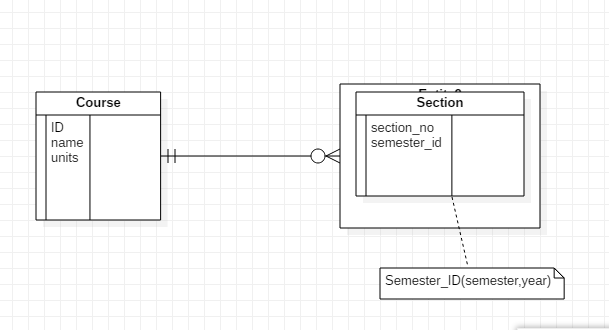 Course
ID
name
units
Section
section_no
semester_id
Semester_ID(semester,year)